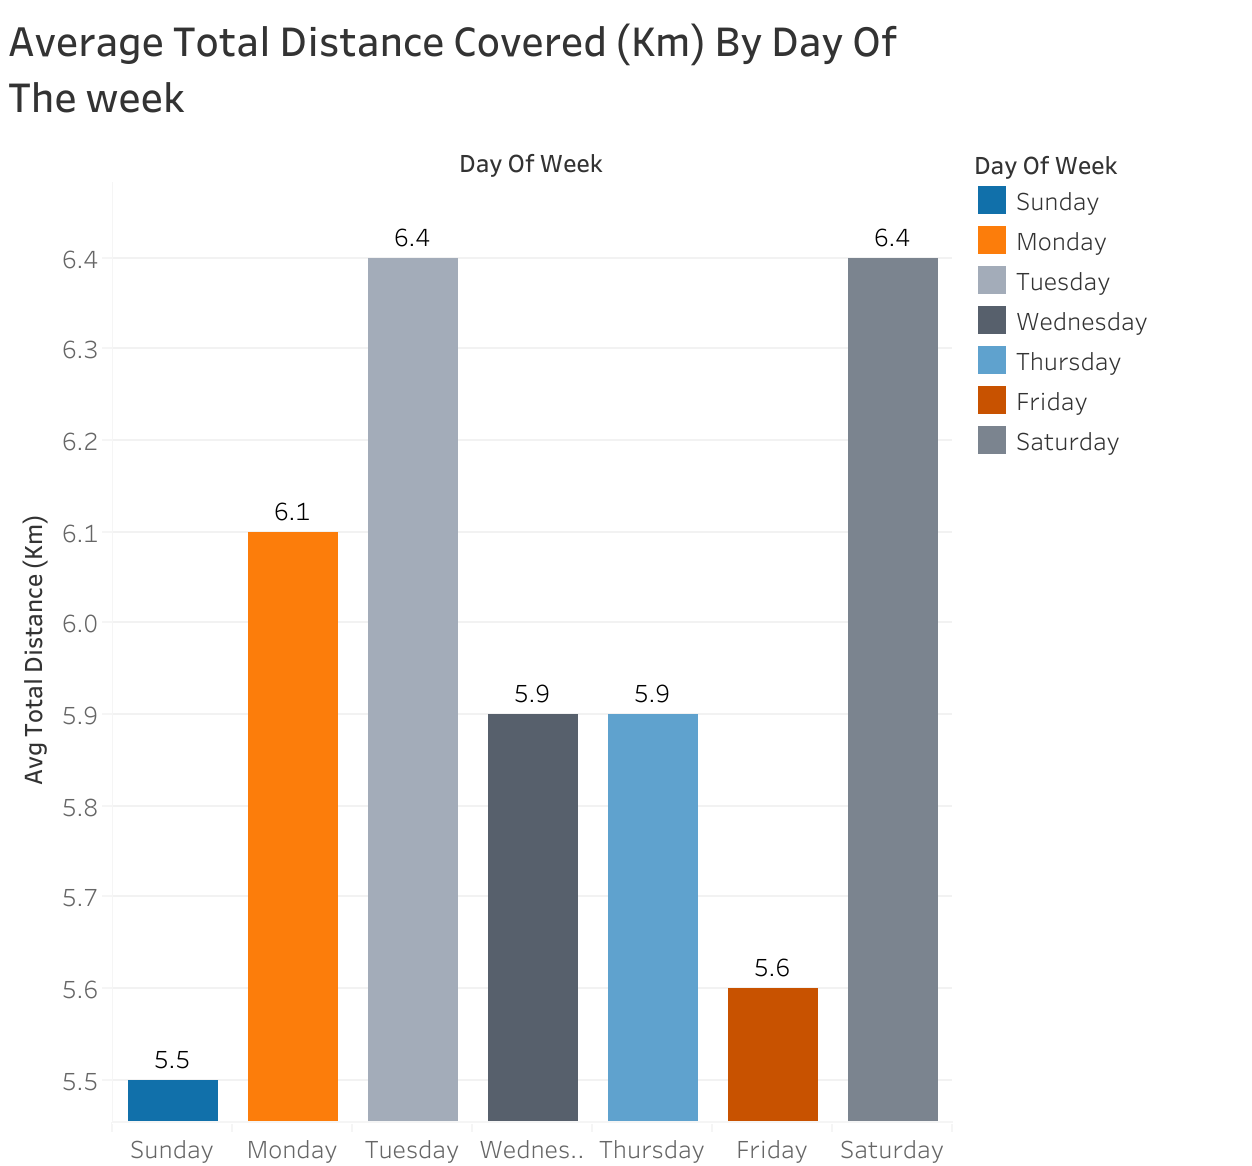 Average Total Distance Covered (Km) By Day Of
The week
Day Of Week
Day Of Week
Sunday
Monday
Tuesday
Wednesday
Thursday
Friday
Saturday
Avg Total Distance (Km)
6.4
6.3
6.2
6.1
6.0
5.9
5.8
5.7
5.6
5.5
5.5
6.1
6.4
5.9
5.9
5.6
6.4
Sunday
Monday
Tuesday
Wednes..
Thursday
Friday
Saturday